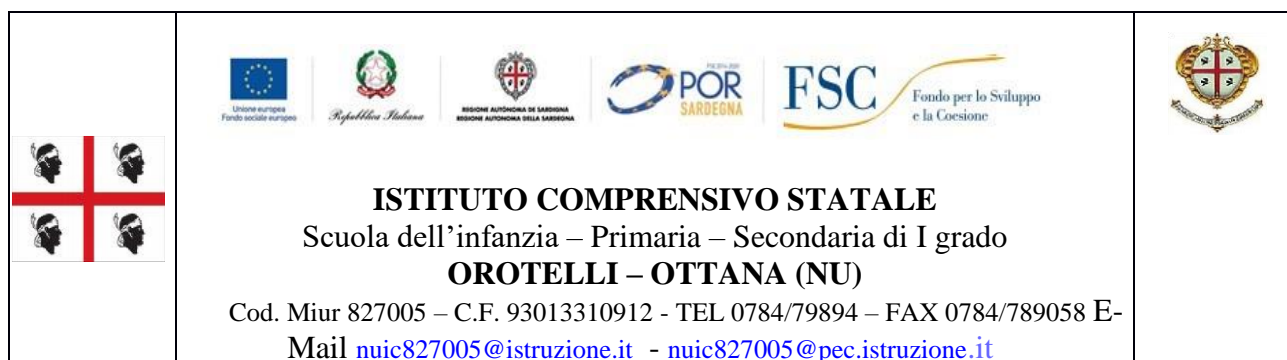 Unione europea
Fondo sociale europeo
Repubblica Italiana
REGIONE AUTÒNOMA DE SARDIGNA
REGIONE AUTONOMA DELLA SARDEGNA
POR
SARDEGNA
FSC
Fondo per lo Sviluppo
e la Coesione
ISTITUTO COMPRENSIVO STATALE
Scuola dell’infanzia – Primaria – Secondaria di I grado
OROTELLI – OTTANA (NU)
Cod. Miur 827005 – C.F. 93013310912 - TEL 0784/79894 – FAX 0784/789058 E-
Mail nuic827005@istruzione.it - nuic827005@pec.istruzione.it